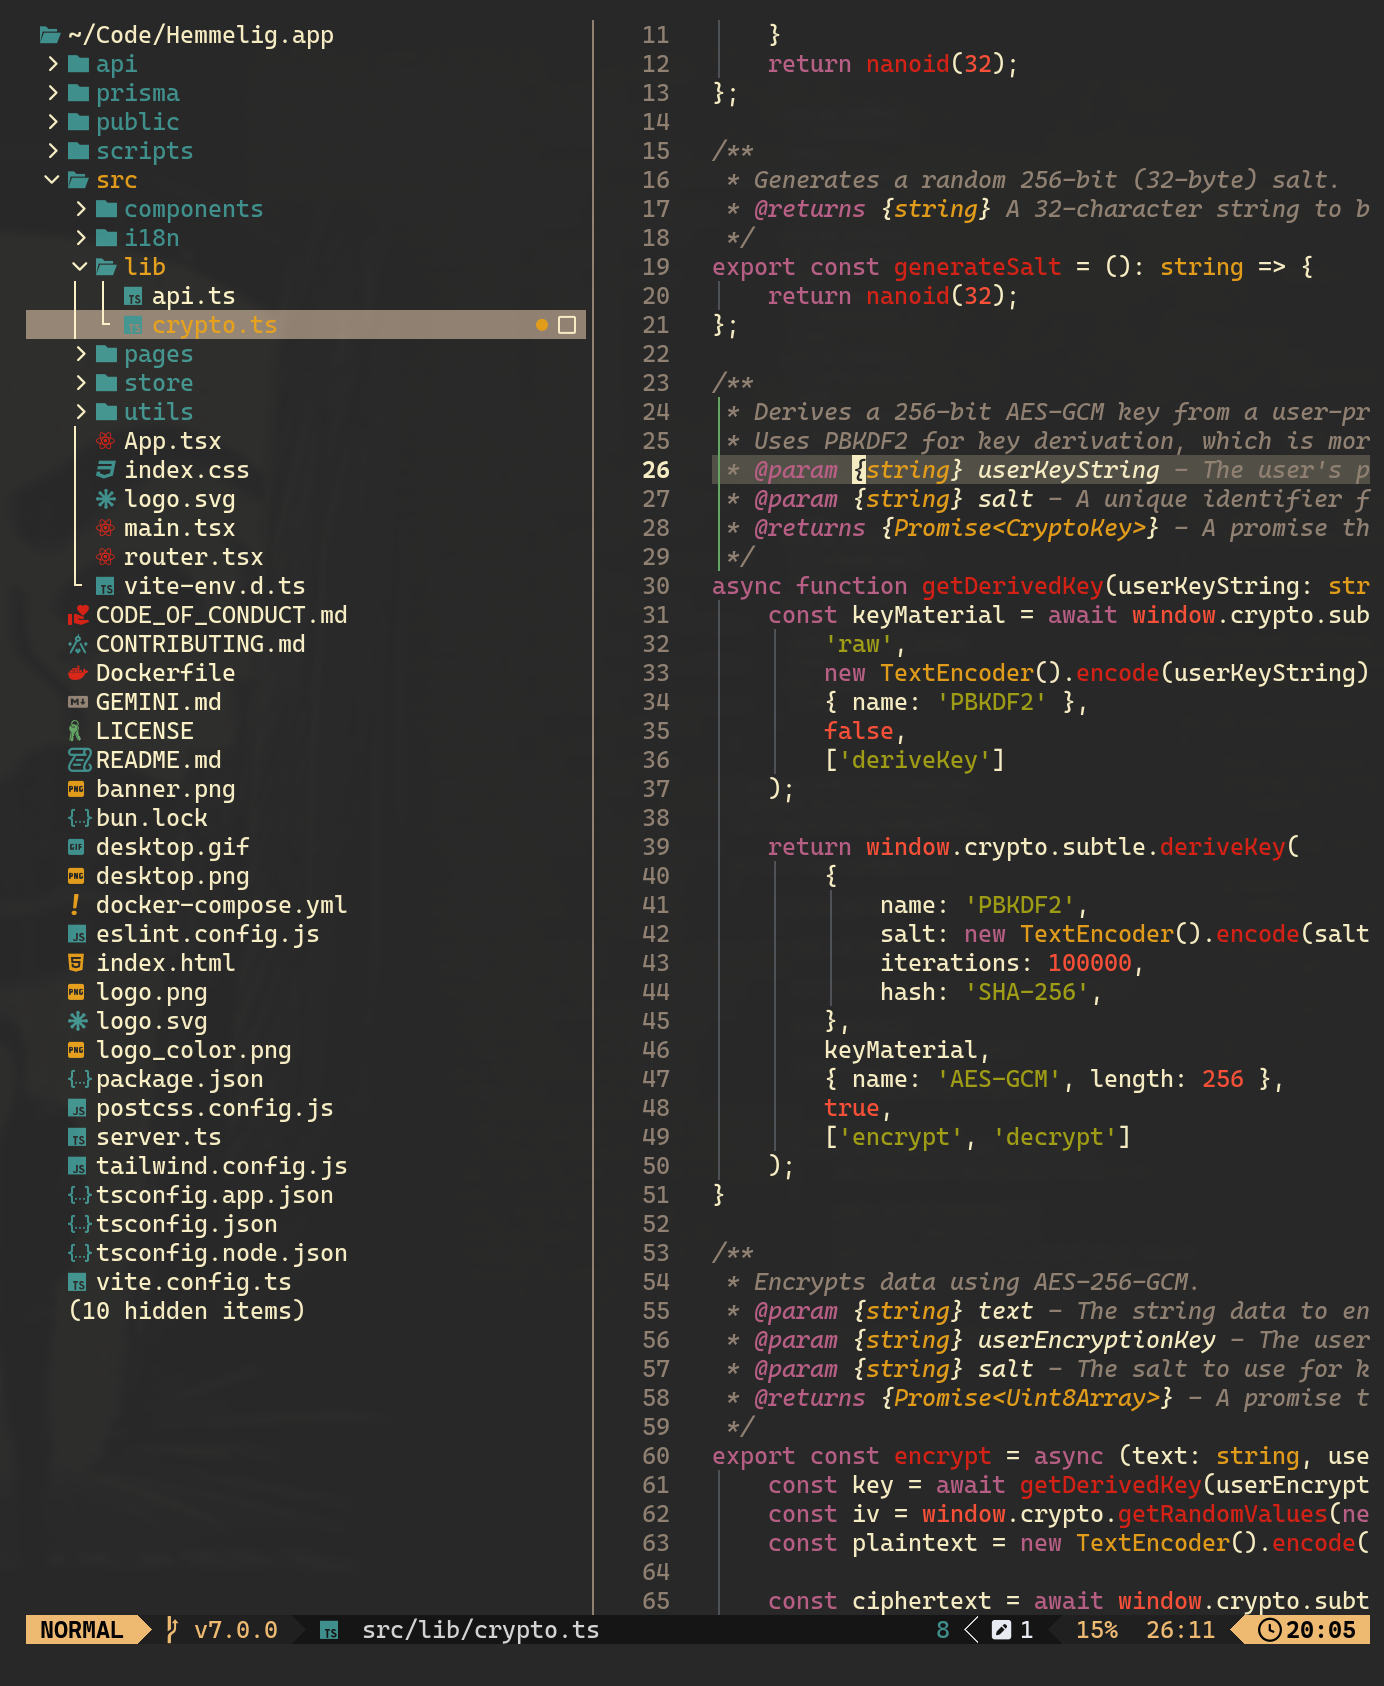 ~/Code/Hemmelig.app
api
prisma
public
scripts
src
components
i18n
lib
api.ts
crypto.ts
pages
store
utils
App.tsx
index.css
logo.svg
main.tsx
router.tsx
vite-env.d.ts
CODE_OF_CONDUCT.md
CONTRIBUTING.md
Dockerfile
GEMINI.md
LICENSE
README.md
banner.png
bun.lock
desktop.gif
desktop.png
docker-compose.yml
eslint.config.js
index.html
logo.png
logo.svg
logo_color.png
package.json
postcss.config.js
server.ts
tailwind.config.js
tsconfig.app.json
tsconfig.json
tsconfig.node.json
vite.config.ts
(10 hidden items)
11     }
12     return nanoid(32);
13 };
14
15 /**
16  * Generates a random 256-bit (32-byte) salt.
17  * @returns {string} A 32-character string to b
18  */
19 export const generateSalt = (): string => {
20     return nanoid(32);
21 };
22
23 /**
24  * Derives a 256-bit AES-GCM key from a user-pr
25  * Uses PBKDF2 for key derivation, which is mor
26  * @param {string} userKeyString - The user's p
27  * @param {string} salt - A unique identifier f
28  * @returns {Promise<CryptoKey>} - A promise th
29  */
30 async function getDerivedKey(userKeyString: str
31     const keyMaterial = await window.crypto.sub
32         'raw',
33         new TextEncoder().encode(userKeyString)
34         { name: 'PBKDF2' },
35         false,
36         ['deriveKey']
37     );
38
39     return window.crypto.subtle.deriveKey(
40         {
41             name: 'PBKDF2',
42             salt: new TextEncoder().encode(salt
43             iterations: 100000,
44             hash: 'SHA-256',
45         },
46         keyMaterial,
47         { name: 'AES-GCM', length: 256 },
48         true,
49         ['encrypt', 'decrypt']
50     );
51 }
52
53 /**
54  * Encrypts data using AES-256-GCM.
55  * @param {string} text - The string data to en
56  * @param {string} userEncryptionKey - The user
57  * @param {string} salt - The salt to use for k
58  * @returns {Promise<Uint8Array>} - A promise t
59  */
60 export const encrypt = async (text: string, use
61     const key = await getDerivedKey(userEncrypt
62     const iv = window.crypto.getRandomValues(ne
63     const plaintext = new TextEncoder().encode(
64
65     const ciphertext = await window.crypto.subt
NORMAL v7.0.0 src/lib/crypto.ts 8 1 15% 26:11 20:05